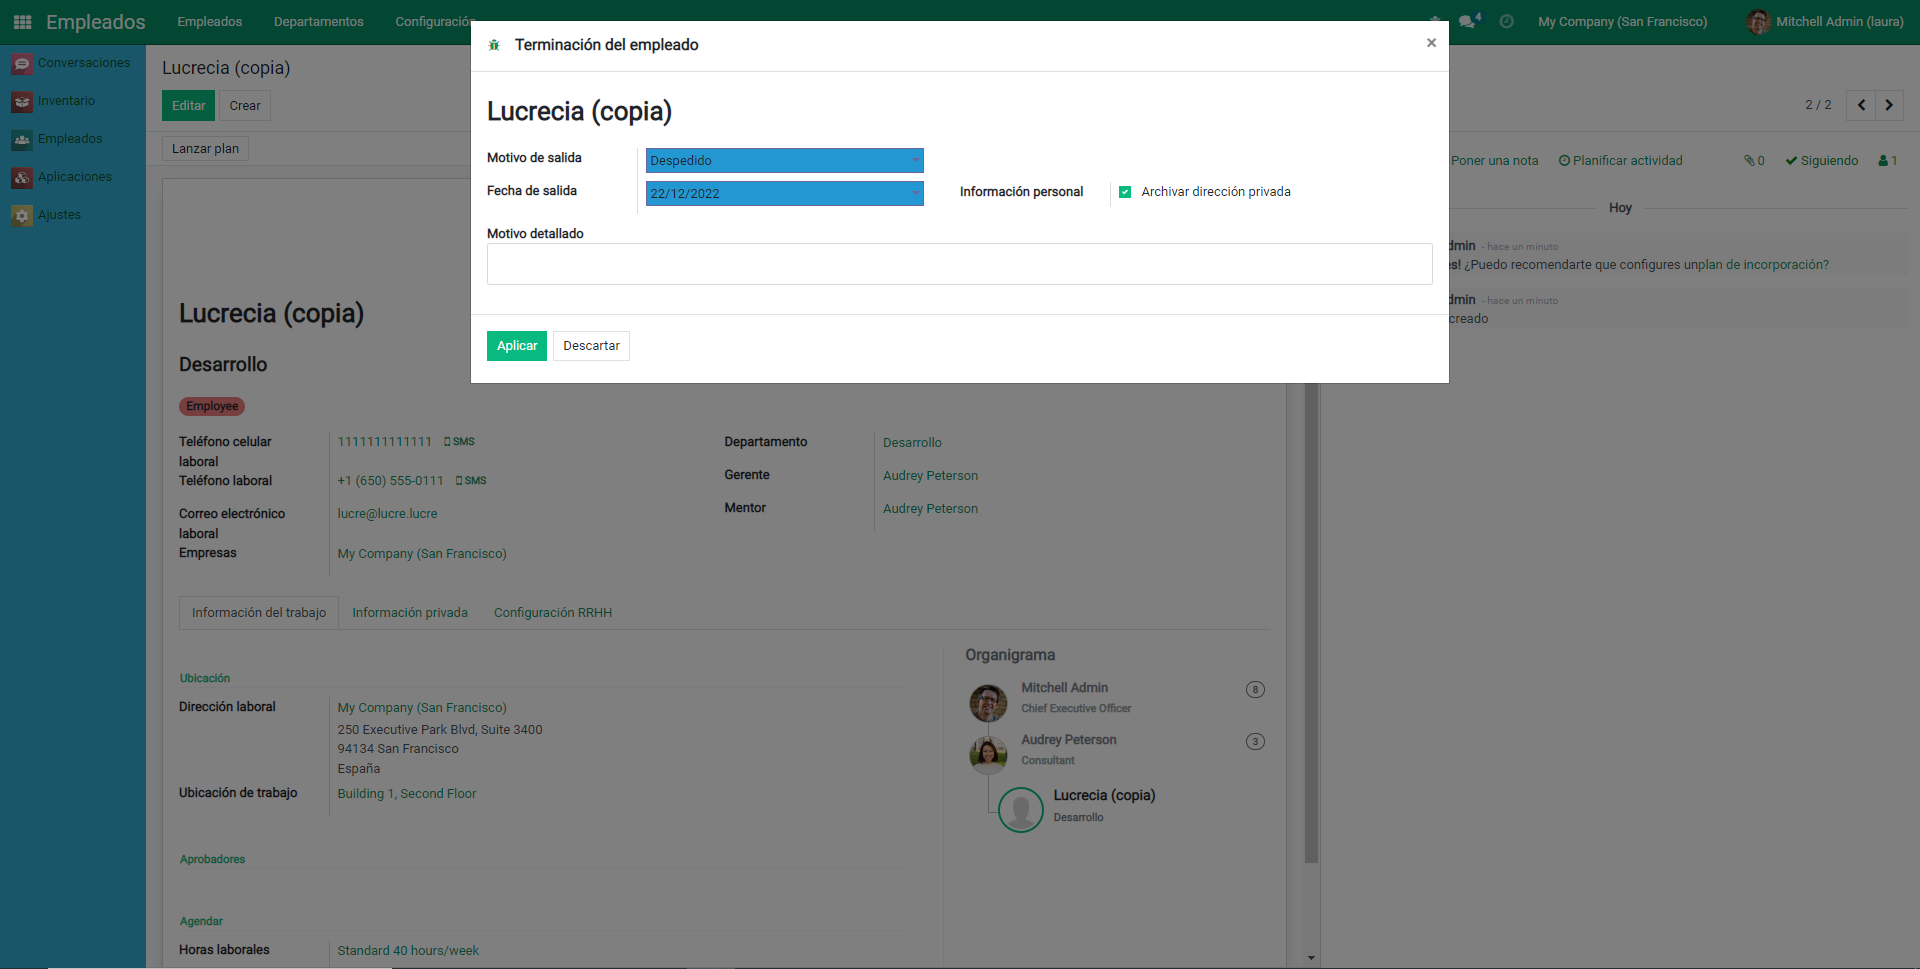 Empleados
Empleados
Departamentos
Configuración
4
My Company (San Francisco)
Mitchell Admin (laura)
Conversaciones
Inventario
Empleados
Aplicaciones
Ajustes
Lucrecia (copia)
Editar
Crear
2 / 2
Lanzar plan
Terminación del empleado
×
Lucrecia (copia)
Motivo de salida
Despedido
Fecha de salida
22/12/2022
Información personal
Archivar dirección privada
Motivo detallado
Aplicar
Descartar
Poner una nota
Planificar actividad
0
Siguiendo
1
Hoy
dmin - hace un minuto
s! ¿Puedo recomendarte que configures unplan de incorporación?
dmin - hace un minuto
creado
Lucrecia (copia)
Desarrollo
Employee
Teléfono celular laboral
1111111111111
SMS
Teléfono laboral
+1 (650) 555-0111
SMS
Correo electrónico laboral
lucre@lucre.lucre
Empresas
My Company (San Francisco)
Departamento
Desarrollo
Gerente
Audrey Peterson
Mentor
Audrey Peterson
Información del trabajo
Información privada
Configuración RRHH
Ubicación
Dirección laboral
My Company (San Francisco)
250 Executive Park Blvd, Suite 3400
94134 San Francisco
España
Ubicación de trabajo
Building 1, Second Floor
Aprobadores
Agendar
Horas laborales
Standard 40 hours/week
Organigrama
Mitchell Admin
8
Chief Executive Officer
Audrey Peterson
3
Consultant
Lucrecia (copia)
Desarrollo